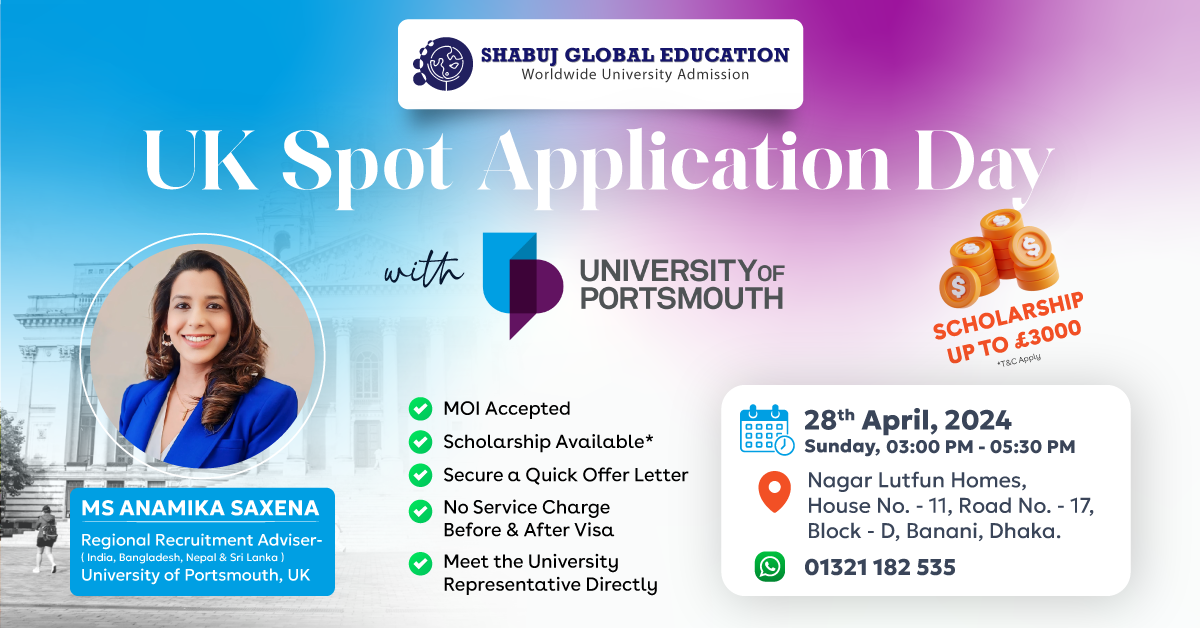 SHABUJ GLOBAL EDUCATION
Worldwide University Admission
UK Spot Application Day
with
UNIVERSITY OF
PORTSMOUTH
SCHOLARSHIP
UP TO £3000
*T&C Apply
MS ANAMIKA SAXENA
Regional Recruitment Adviser-
( India, Bangladesh, Nepal & Sri Lanka )
University of Portsmouth, UK
MOI Accepted
Scholarship Available*
Secure a Quick Offer Letter
No Service Charge
Before & After Visa
Meet the University
Representative Directly
28th April, 2024
Sunday, 03:00 PM - 05:30 PM
Nagar Lutfun Homes,
House No. - 11, Road No. - 17,
Block - D, Banani, Dhaka.
01321 182 535